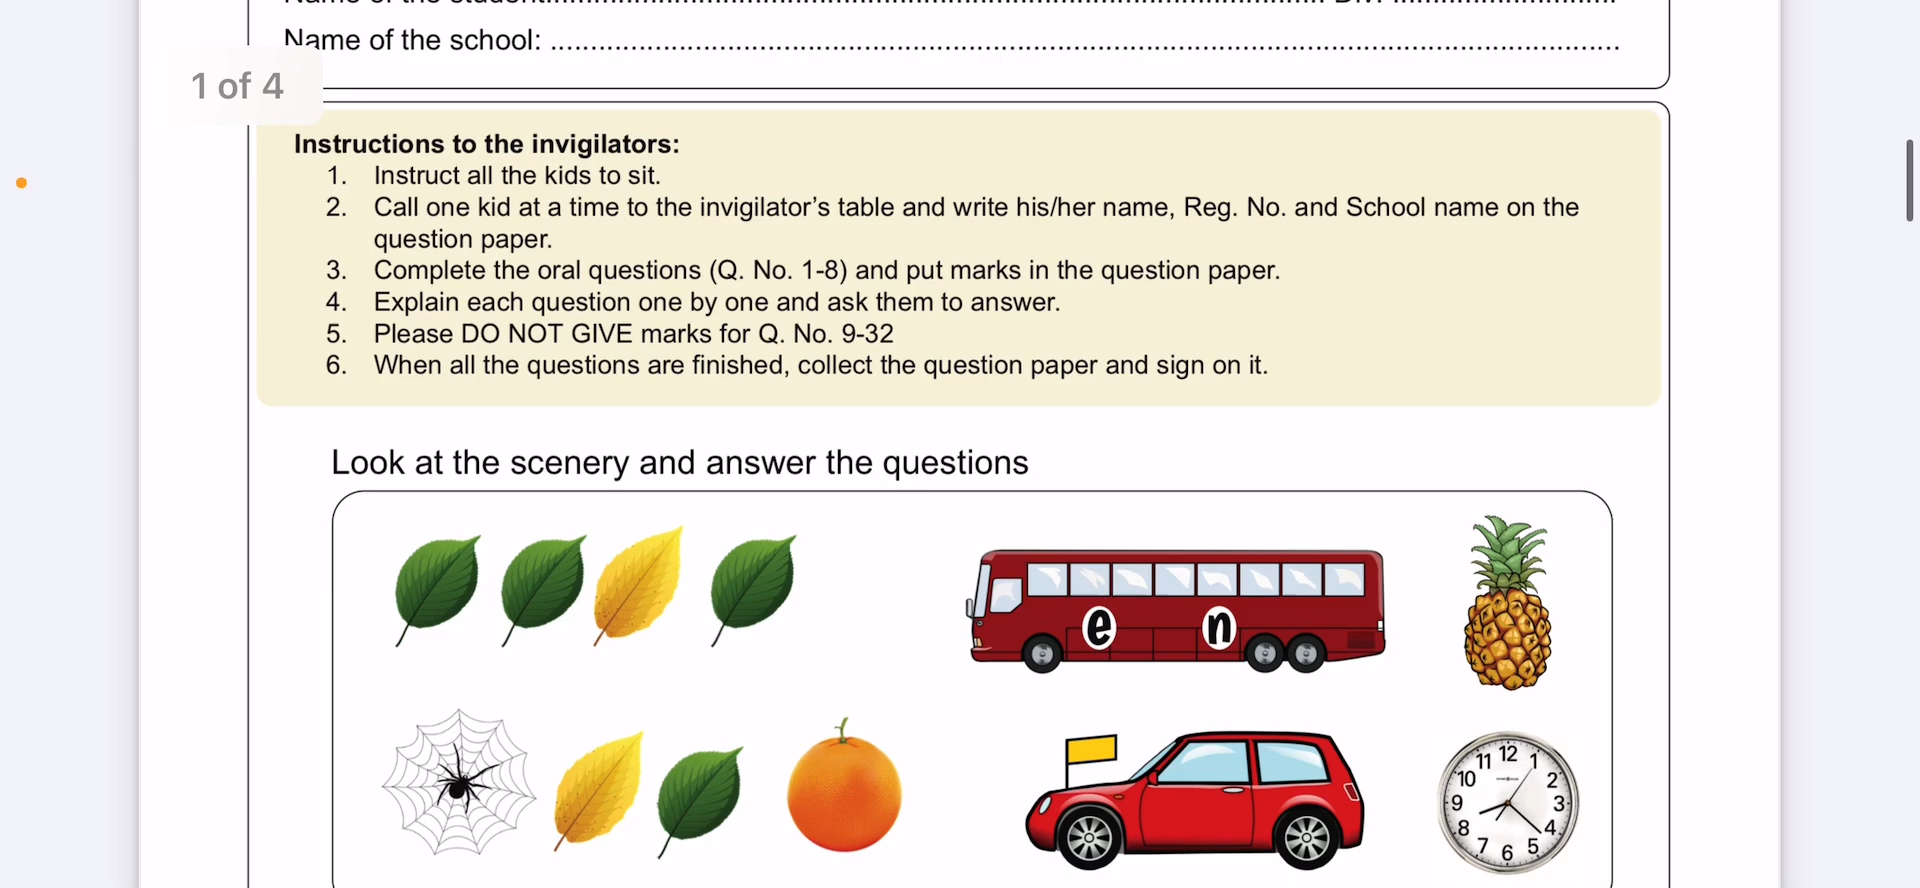 Name of the school:
1 of 4
Instructions to the invigilators:
1. Instruct all the kids to sit.
2. Call one kid at a time to the invigilator’s table and write his/her name, Reg. No. and School name on the
question paper.
3. Complete the oral questions (Q. No. 1-8) and put marks in the question paper.
4. Explain each question one by one and ask them to answer.
5. Please DO NOT GIVE marks for Q. No. 9-32
6. When all the questions are finished, collect the question paper and sign on it.
Look at the scenery and answer the questions
e n
12
11 1
10 2
9 3
8 4
7 6 5